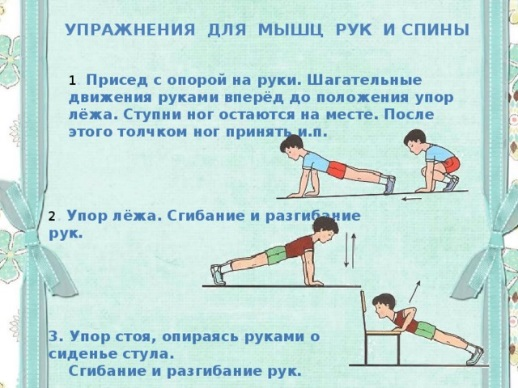 УПРАЖНЕНИЯ ДЛЯ МЫШЦ РУК И СПИНЫ
1. Присед с опорой на руки. Шагательные
движения руками вперёд до положения упор
лёжа. Ступни ног остаются на месте. После
этого толчком ног принять и.п.
2. Упор лёжа. Сгибание и разгибание
рук.
3. Упор стоя, опираясь руками о
сиденье стула.
Сгибание и разгибание рук.